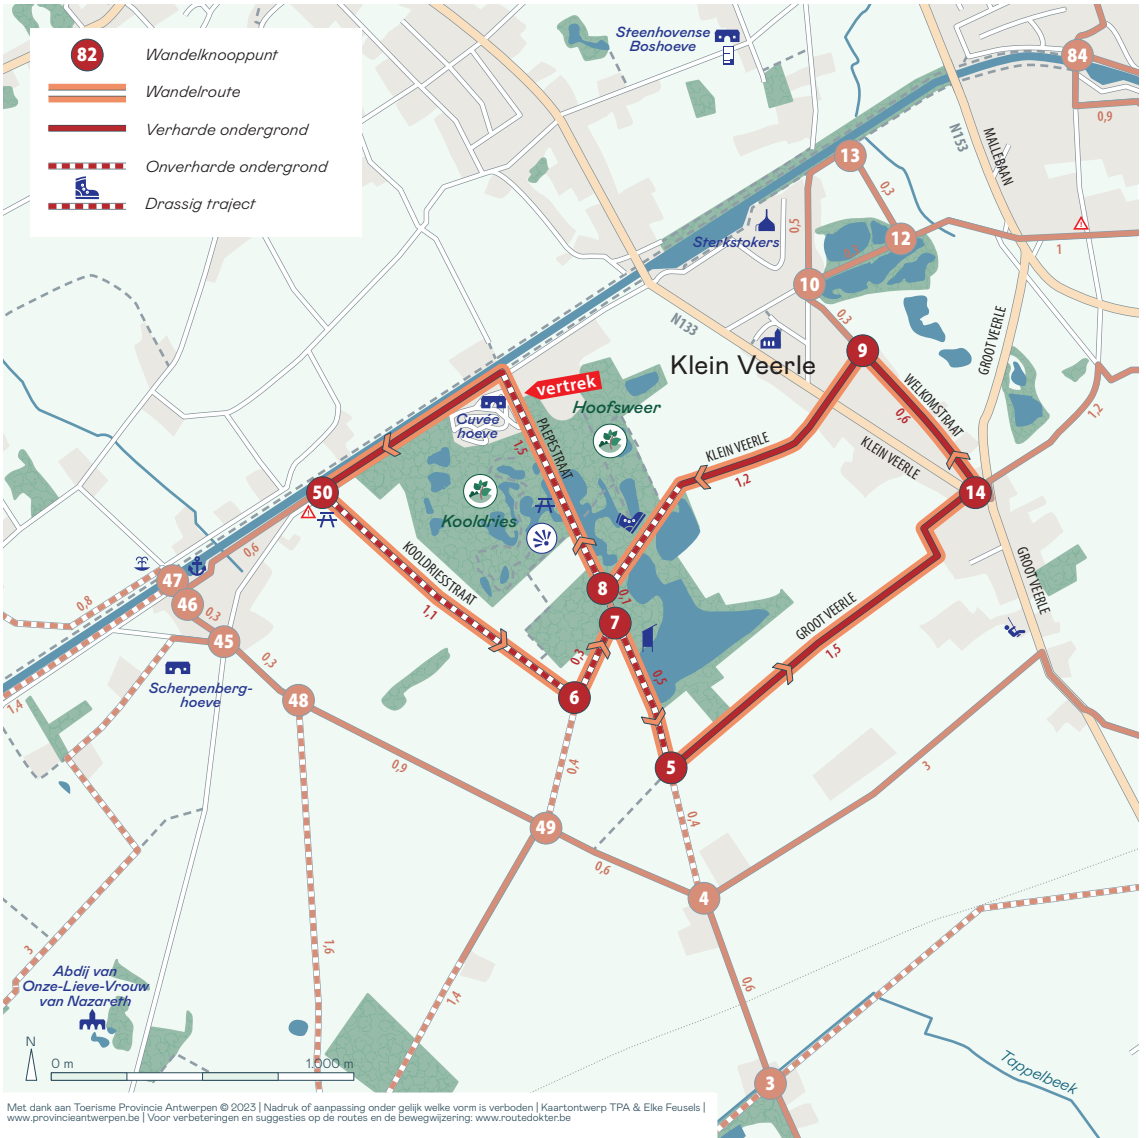 82
Wandelknooppunt
Wandelroute
Verharde ondergrond
Onverharde ondergrond
Drassig traject
Steenhovense
Boshoeve
84
0,9
N153
MALLEBAAN
13
0,3
0,5
12
Sterkstokers
0,3
1
10
0,3
N133
9
Klein Veerle
GROOT VEERLE
vertrek
Hoofsweer
WELKOMSTRAAT
0,6
1,2
Cuvée
hoeve
PAEPESTRAAT
1,5
KLEIN VEERLE
1,2
KLEIN VEERLE
50
14
Kooldries
0,6
KOOLDRIESSTRAAT
1,1
GROOT VEERLE
47
0,8
46
0,3
8
0,1
7
GROOT VEERLE
1,5
45
0,3
0,3
0,5
Scherpenberg-
hoeve
6
48
1,4
5
0,9
0,4
3
49
0,4
0,6
4
1,6
3
Abdij van
Onze-Lieve-Vrouw
van Nazareth
1,4
0,6
N
0 m
1.000 m
3
Tappelbeek
Met dank aan Toerisme Provincie Antwerpen © 2023 | Nadruk of aanpassing onder gelijk welke vorm is verboden | Kaartontwerp TPA & Elke Feusels |
www.provincieantwerpen.be | Voor verbeteringen en suggesties op de routes en de bewegwijzering: www.routedokter.be